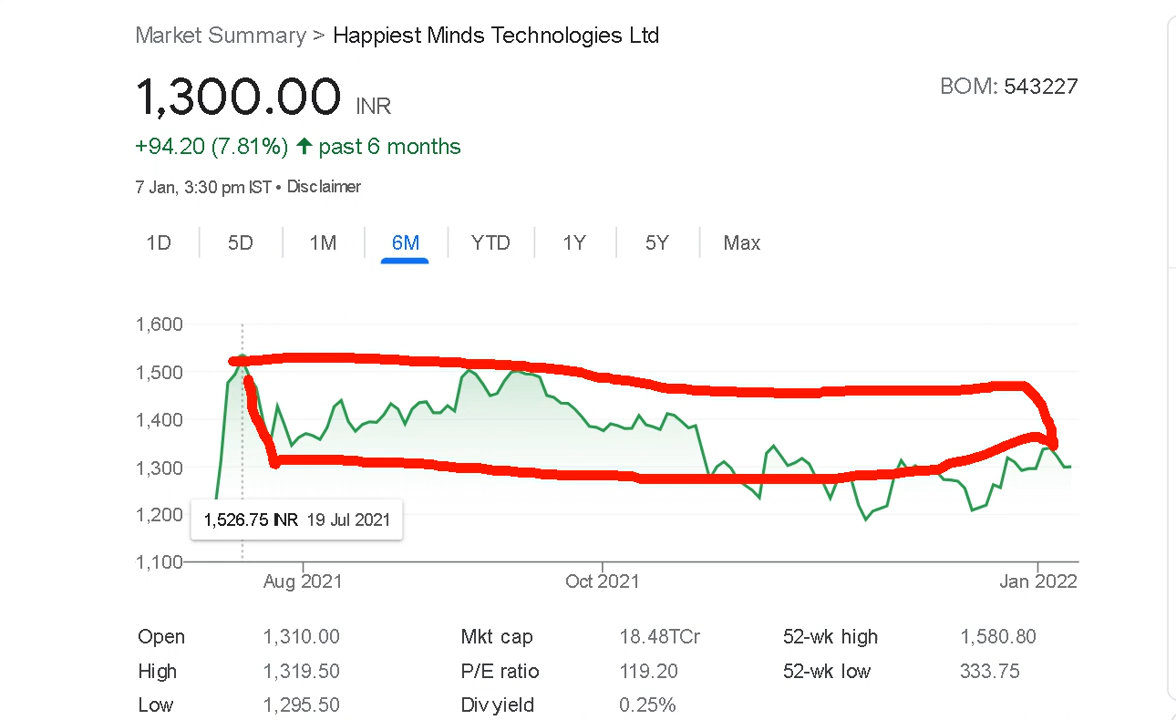 Market Summary > Happiest Minds Technologies Ltd
1,300.00 INR
BOM: 543227
+94.20 (7.81%) ↑ past 6 months
7 Jan, 3:30 pm IST • Disclaimer
1D 5D 1M 6M YTD 1Y 5Y Max
1,600
1,500
1,400
1,300
1,200
1,526.75 INR 19 Jul 2021
1,100
Aug 2021 Oct 2021 Jan 2022
Open 1,310.00 Mkt cap 18.48TCr 52-wk high 1,580.80
High 1,319.50 P/E ratio 119.20 52-wk low 333.75
Low 1,295.50 Div yield 0.25%